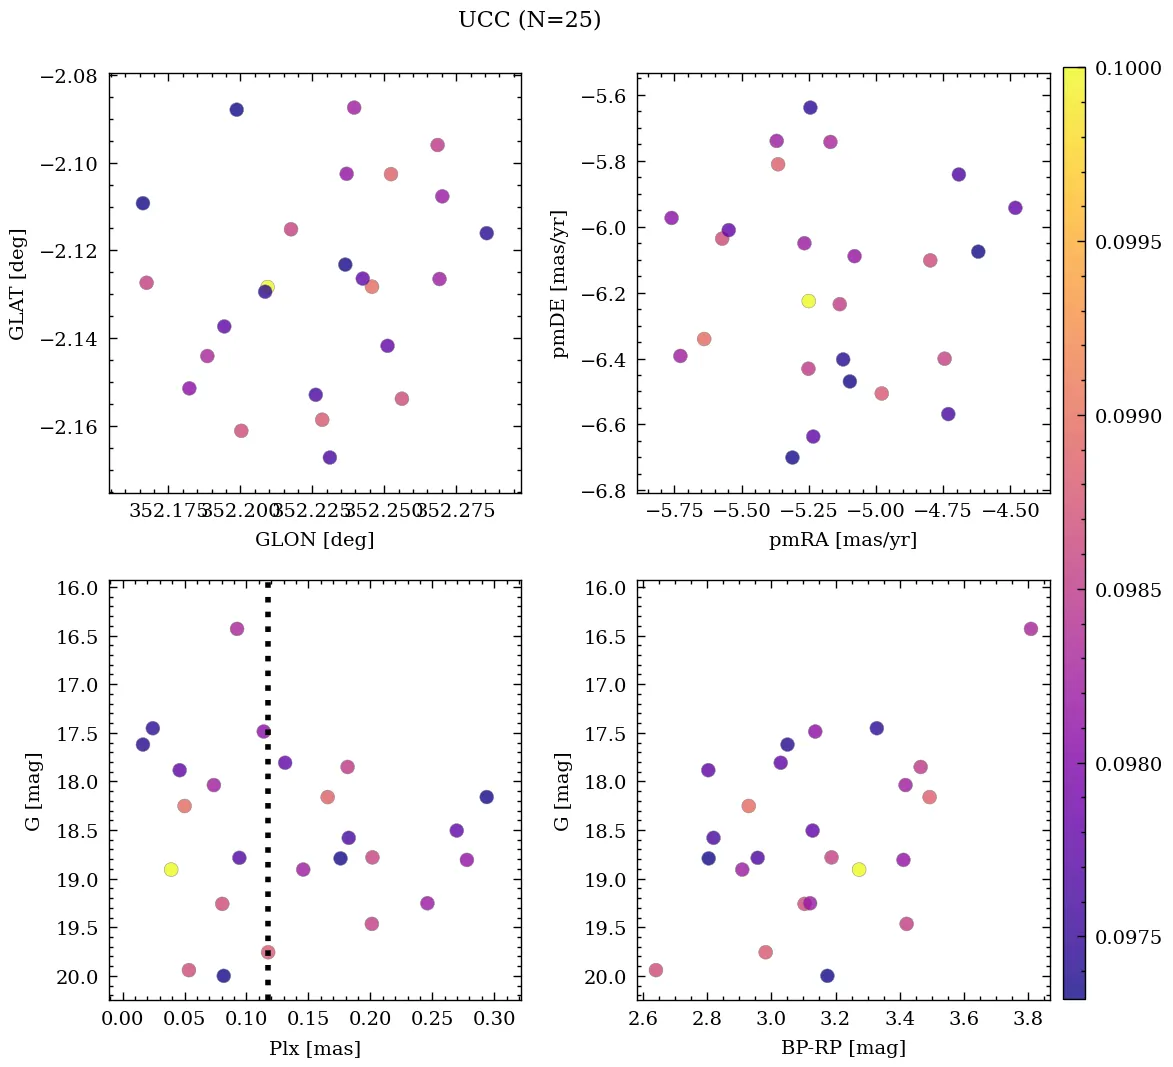 UCC (N=25)
−2.08
−2.10
−2.12
−2.14
−2.16
GLAT [deg]
352.175 352.200 352.225 352.250 352.275
GLON [deg]
−5.6
−5.8
−6.0
−6.2
−6.4
−6.6
−6.8
pmDE [mas/yr]
−5.75 −5.50 −5.25 −5.00 −4.75 −4.50
pmRA [mas/yr]
16.0
16.5
17.0
17.5
18.0
18.5
19.0
19.5
20.0
G [mag]
0.00 0.05 0.10 0.15 0.20 0.25 0.30
Plx [mas]
16.0
16.5
17.0
17.5
18.0
18.5
19.0
19.5
20.0
G [mag]
2.6 2.8 3.0 3.2 3.4 3.6 3.8
BP-RP [mag]
0.1000
0.0995
0.0990
0.0985
0.0980
0.0975